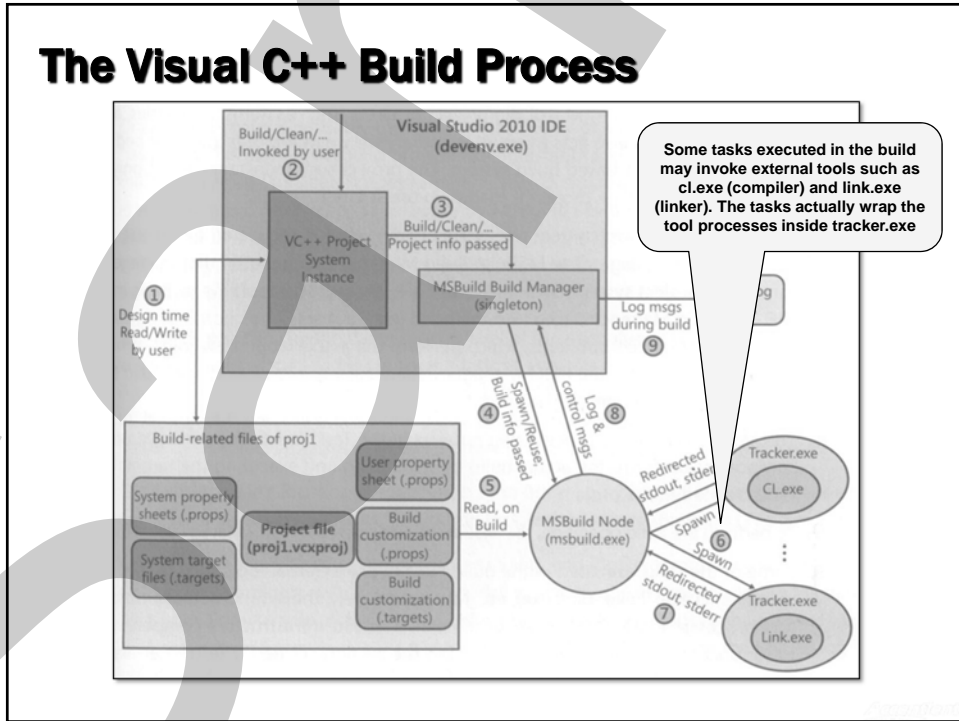 The Visual C++ Build Process
Visual Studio 2010 IDE
(devenv.exe)
Build/Clean/...
Invoked by user
②
③
Build/Clean/...
Project info passed
VC++ Project
System
Instance
MSBuild Build Manager
(singleton)
Some tasks executed in the build
may invoke external tools such as
cl.exe (compiler) and link.exe
(linker). The tasks actually wrap the
tool processes inside tracker.exe
①
Design time
Read/Write
by user
Log msgs
during build
⑨
④
Spawn/Reuse;
Build info passed
Log &
control msgs
⑧
Build-related files of proj1
System property
sheets (.props)
System target
files (.targets)
Project file
(proj1.vcxproj)
User property
sheet (.props)
Build
customization
(.props)
Build
customization
(.targets)
⑤
Read, on
Build
MSBuild Node
(msbuild.exe)
Redirected
stdout, stderr
Spawn
⑥
Spawn
Redirected
stdout, stderr
⑦
Tracker.exe
CL.exe
Tracker.exe
Link.exe